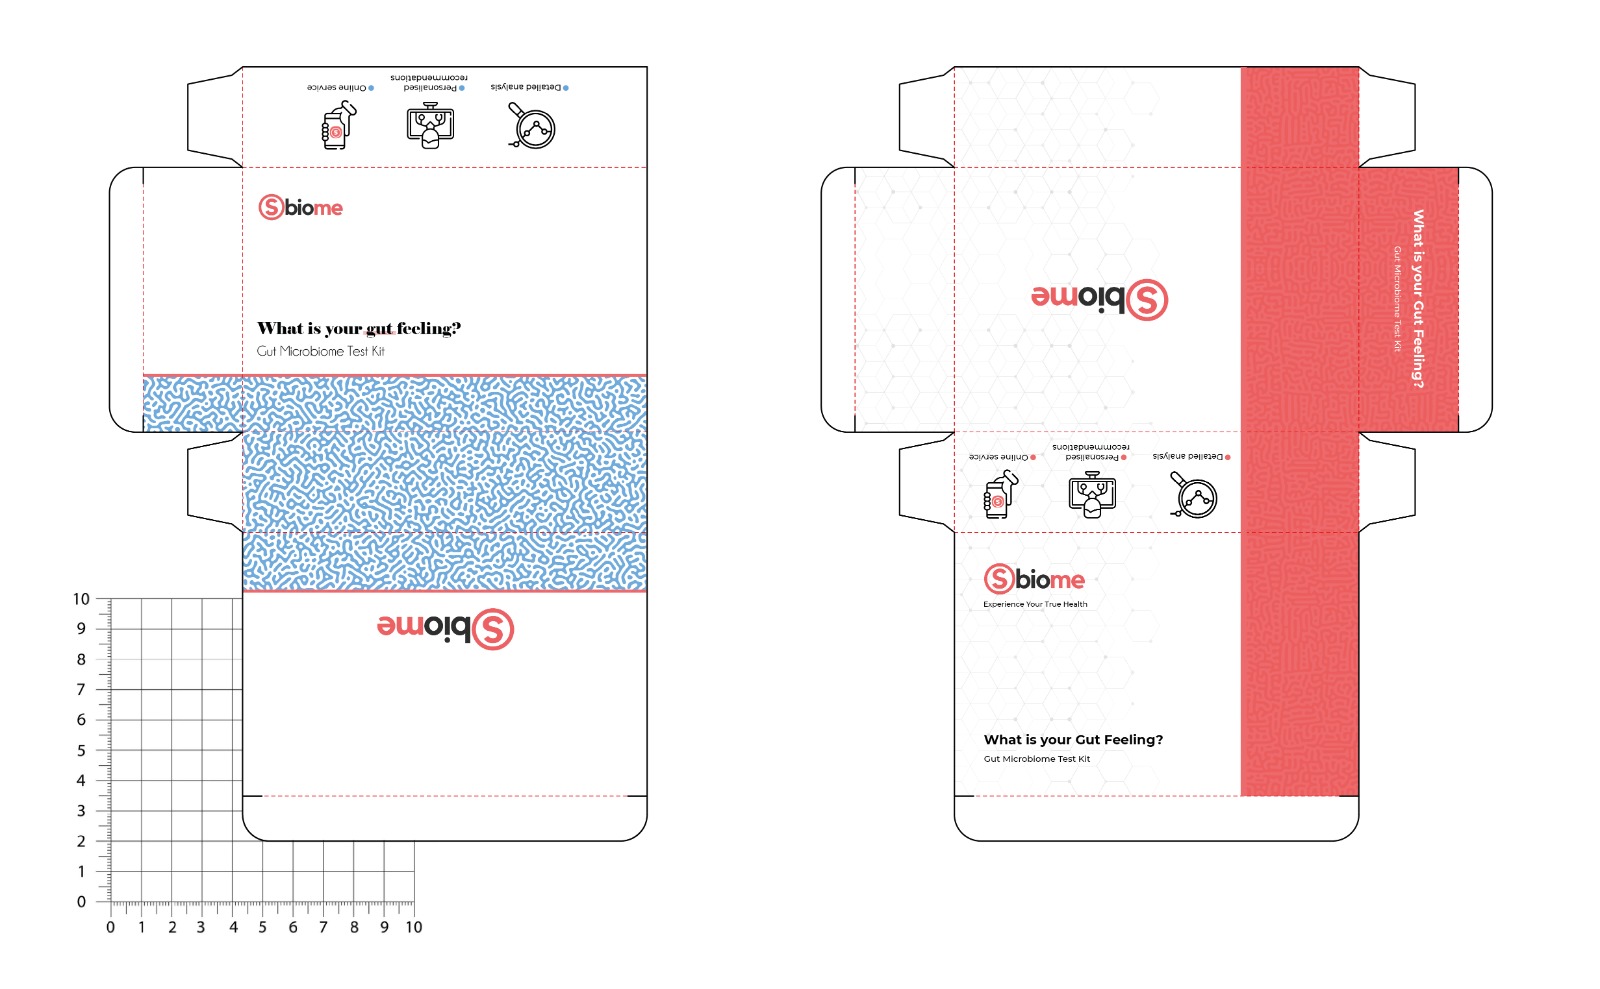 Online service
Personalised
recommendations
Detailed analysis
Sbiome
What is your gut feeling?
Gut Microbiome Test Kit
Sbiome
10
9
8
7
6
5
4
3
2
1
0
0 1 2 3 4 5 6 7 8 9 10
Sbiome
What is your Gut Feeling?
Gut Microbiome Test Kit
Online service
Personalised
recommendations
Detailed analysis
Sbiome
Experience Your True Health
What is your Gut Feeling?
Gut Microbiome Test Kit